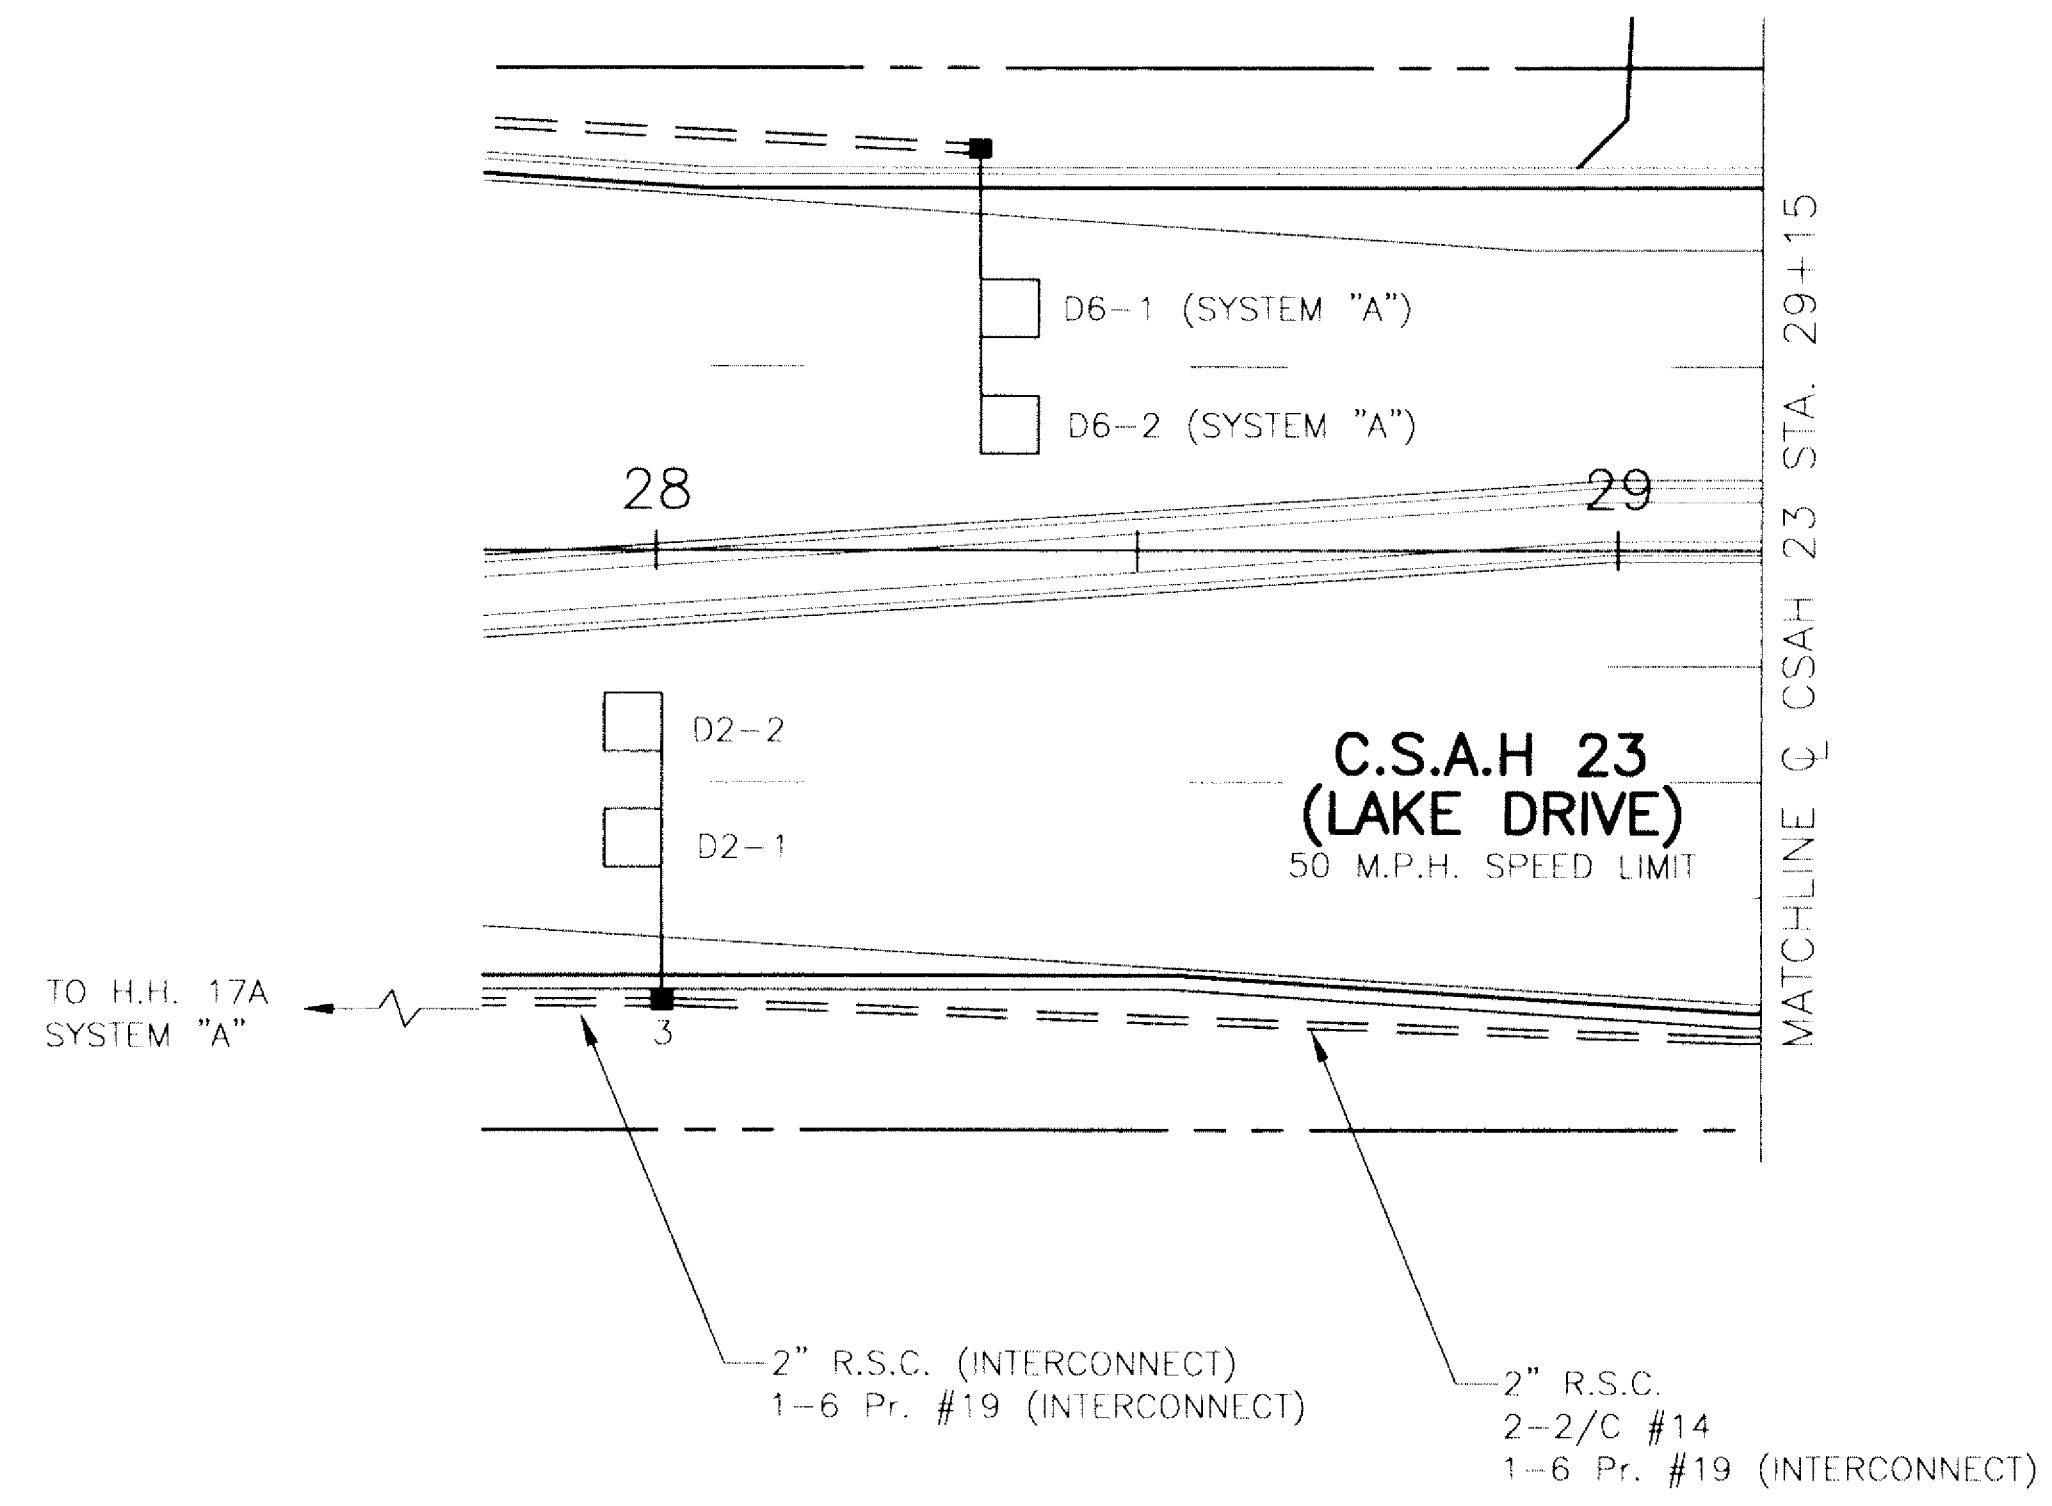 D6-1 (SYSTEM "A")
D6-2 (SYSTEM "A")
28
29
D2-2
D2-1
C.S.A.H 23
(LAKE DRIVE)
50 M.P.H. SPEED LIMIT
MATCHLINE ℄ CSAH 23 STA. 29+15
TO H.H. 17A
SYSTEM "A"
3
2" R.S.C. (INTERCONNECT)
1-6 Pr. #19 (INTERCONNECT)
2" R.S.C.
2-2/C #14
1-6 Pr. #19 (INTERCONNECT)